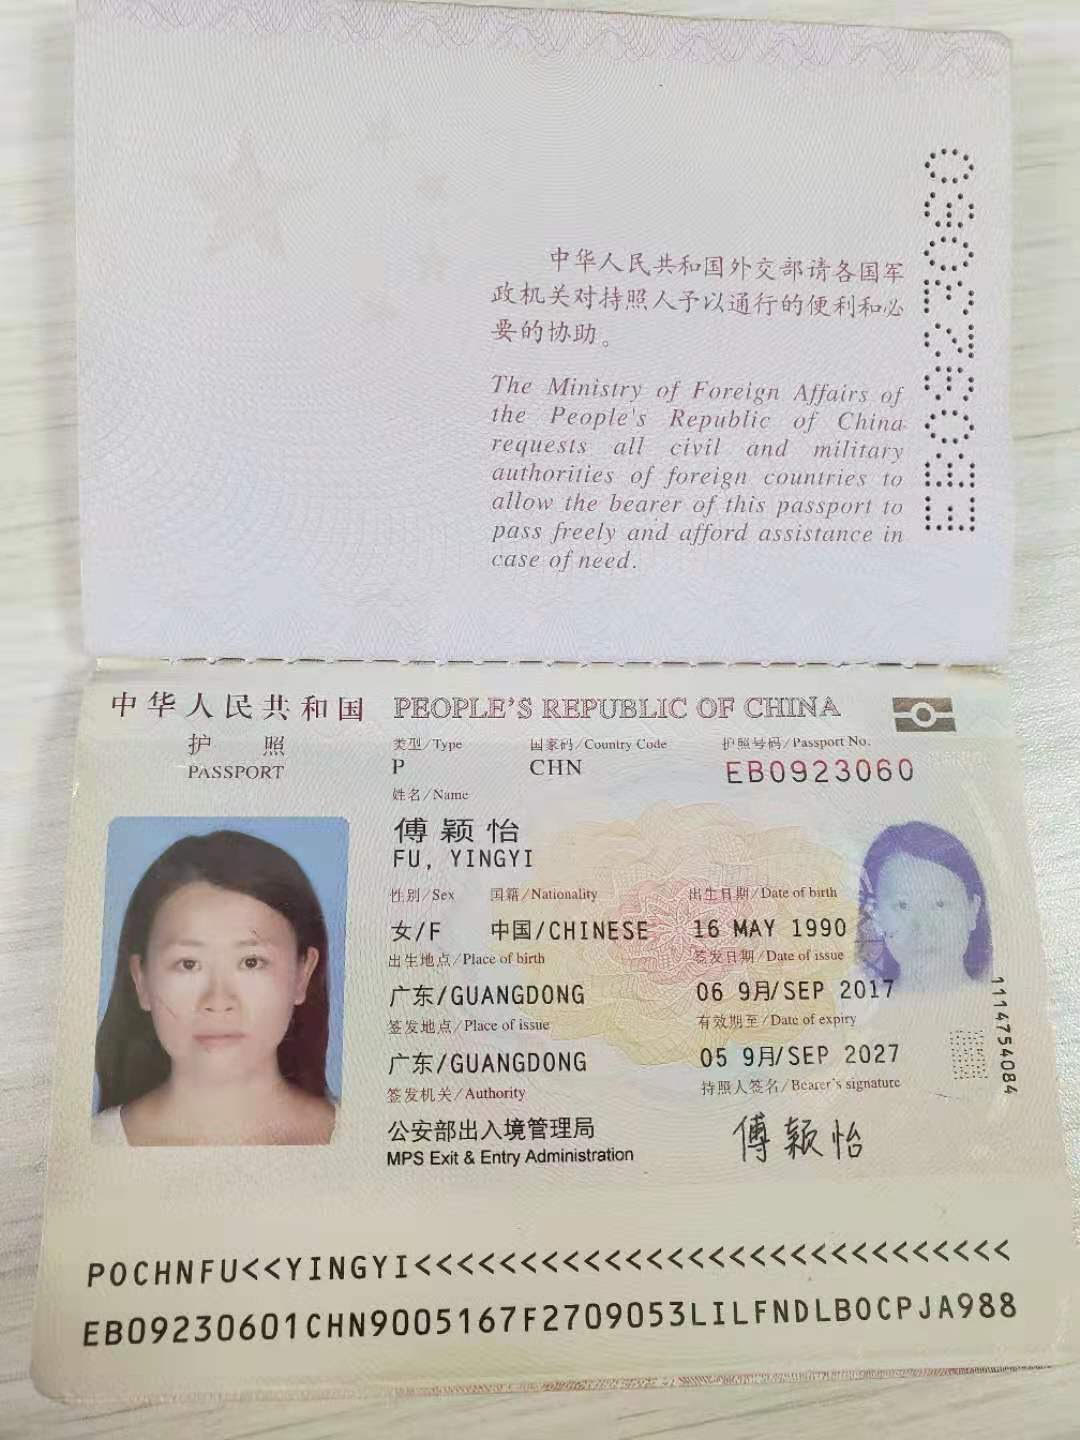 中华人民共和国外交部请各国军
政机关对持照人予以通行的便利和必
要的协助。
The Ministry of Foreign Affairs of
the People's Republic of China
requests all civil and military
authorities of foreign countries to
allow the bearer of this passport to
pass freely and afford assistance in
case of need.
EB0923060
中华人民共和国 PEOPLE'S REPUBLIC OF CHINA
护照 类型/Type 国家码/Country Code 护照号码/Passport No.
PASSPORT P CHN EB0923060
姓名/Name
傅颖怡
FU, YINGYI
性别/Sex 国籍/Nationality 出生日期/Date of birth
女/F 中国/CHINESE 16 MAY 1990
出生地点/Place of birth 签发日期/Date of issue
广东/GUANGDONG 06 9月/SEP 2017
签发地点/Place of issue 有效期至/Date of expiry
广东/GUANGDONG 05 9月/SEP 2027
签发机关/Authority 持照人签名/Bearer's signature
公安部出入境管理局 傅颖怡
MPS Exit & Entry Administration
1114754084
POCHNFU<<YINGYI<<<<<<<<<<<<<<<<<<<<<<<<<<<<<
EB09230601CHN9005167F2709053LILFNDLBOCPJA988